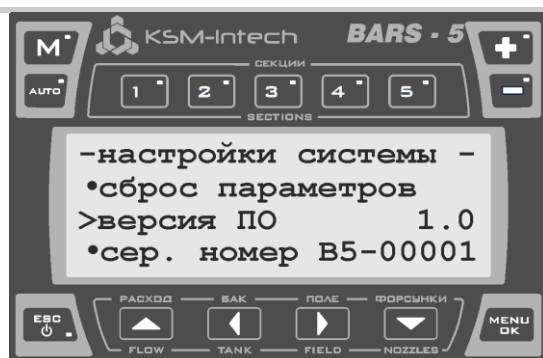 M KSM-Intech BARS - 5 +
AUTO СЕКЦИИ -
1 2 3 4 5
SECTIONS
-настройки системы -
•сброс параметров
>версия ПО 1.0
•сер. номер B5-00001
РАСХОД БАК ПОЛЕ ФОРСУНКИ
ESC MENU
OK
FLOW TANK FIELD NOZZLES